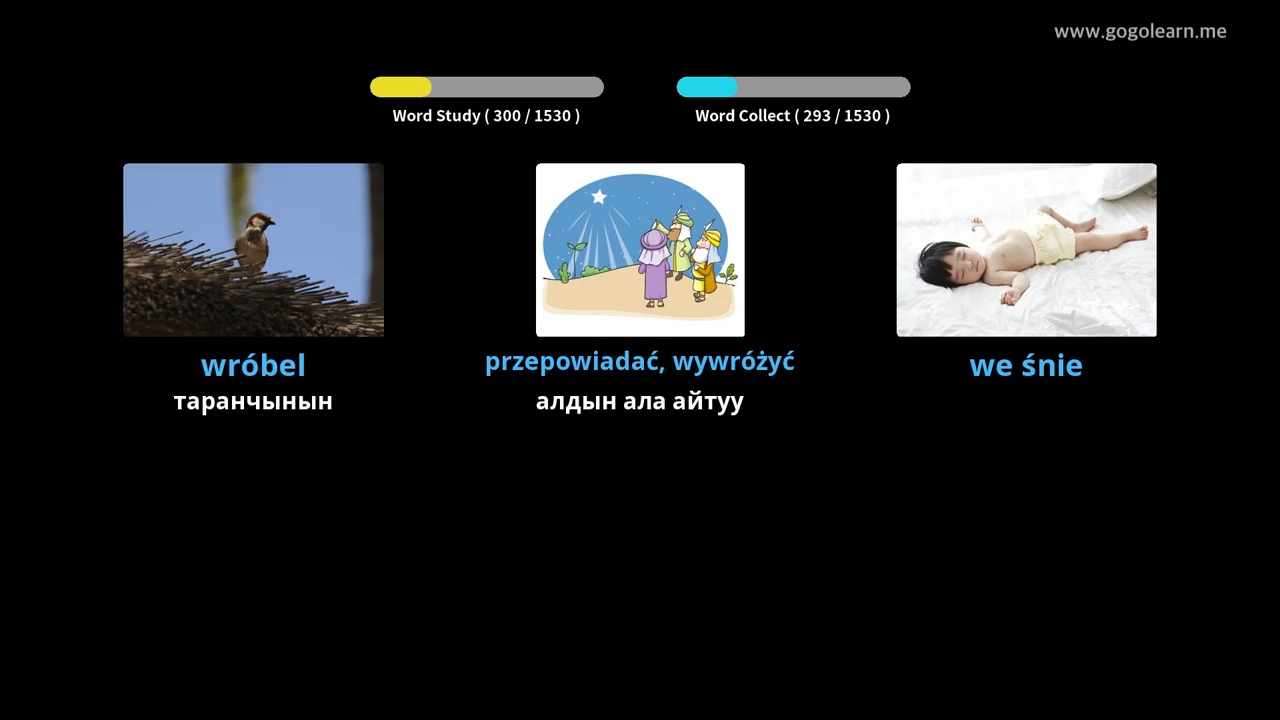 www.gogolearn.me
Word Study ( 300 / 1530 )
Word Collect ( 293 / 1530 )
wróbel
przepowiadać, wywróżyć
we śnie
таранчынын
алдын ала айтуу